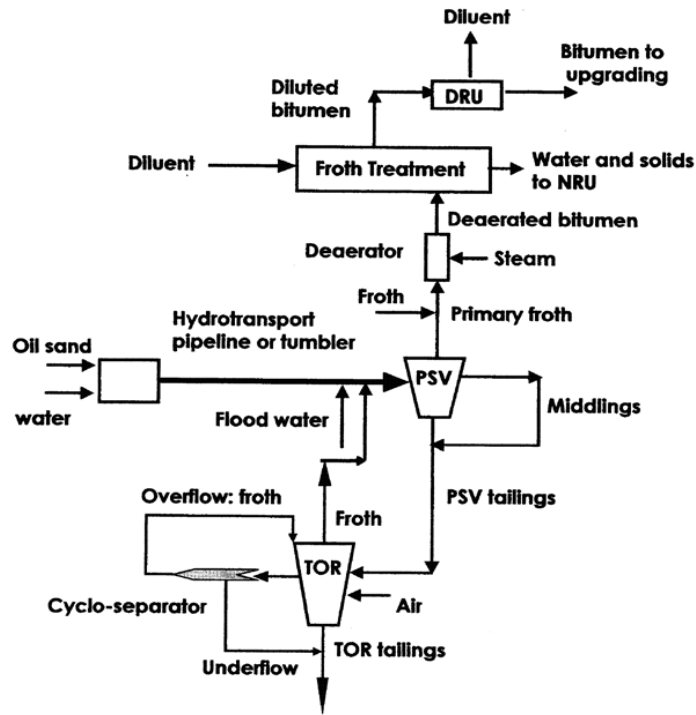 Diluent
Bitumen to
upgrading
DRU
Diluted
bitumen
Diluent
Froth Treatment
Water and solids
to NRU
Deaerated bitumen
Deaerator
Steam
Froth
Primary froth
Hydrotransport
pipeline or tumbler
Oil sand
PSV
water
Flood water
Middlings
Overflow: froth
Froth
PSV tailings
TOR
Cyclo-separator
Air
Underflow
TOR tailings